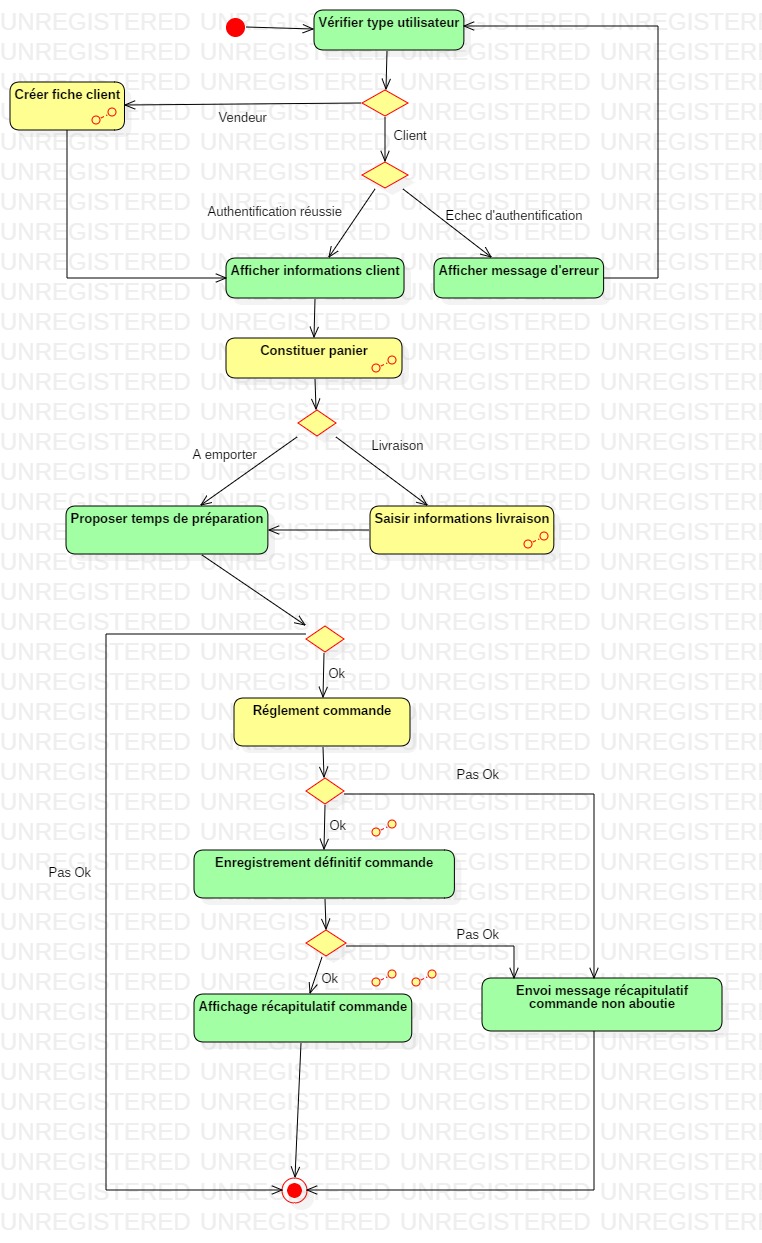 Vérifier type utilisateur
Créer fiche client
Vendeur
Client
Authentification réussie
Echec d'authentification
Afficher informations client
Afficher message d'erreur
Constituer panier
A emporter
Livraison
Proposer temps de préparation
Saisir informations livraison
Ok
Réglement commande
Pas Ok
Ok
Enregistrement définitif commande
Pas Ok
Pas Ok
Ok
Affichage récapitulatif commande
Envoi message récapitulatif
commande non aboutie
UNREGISTERED